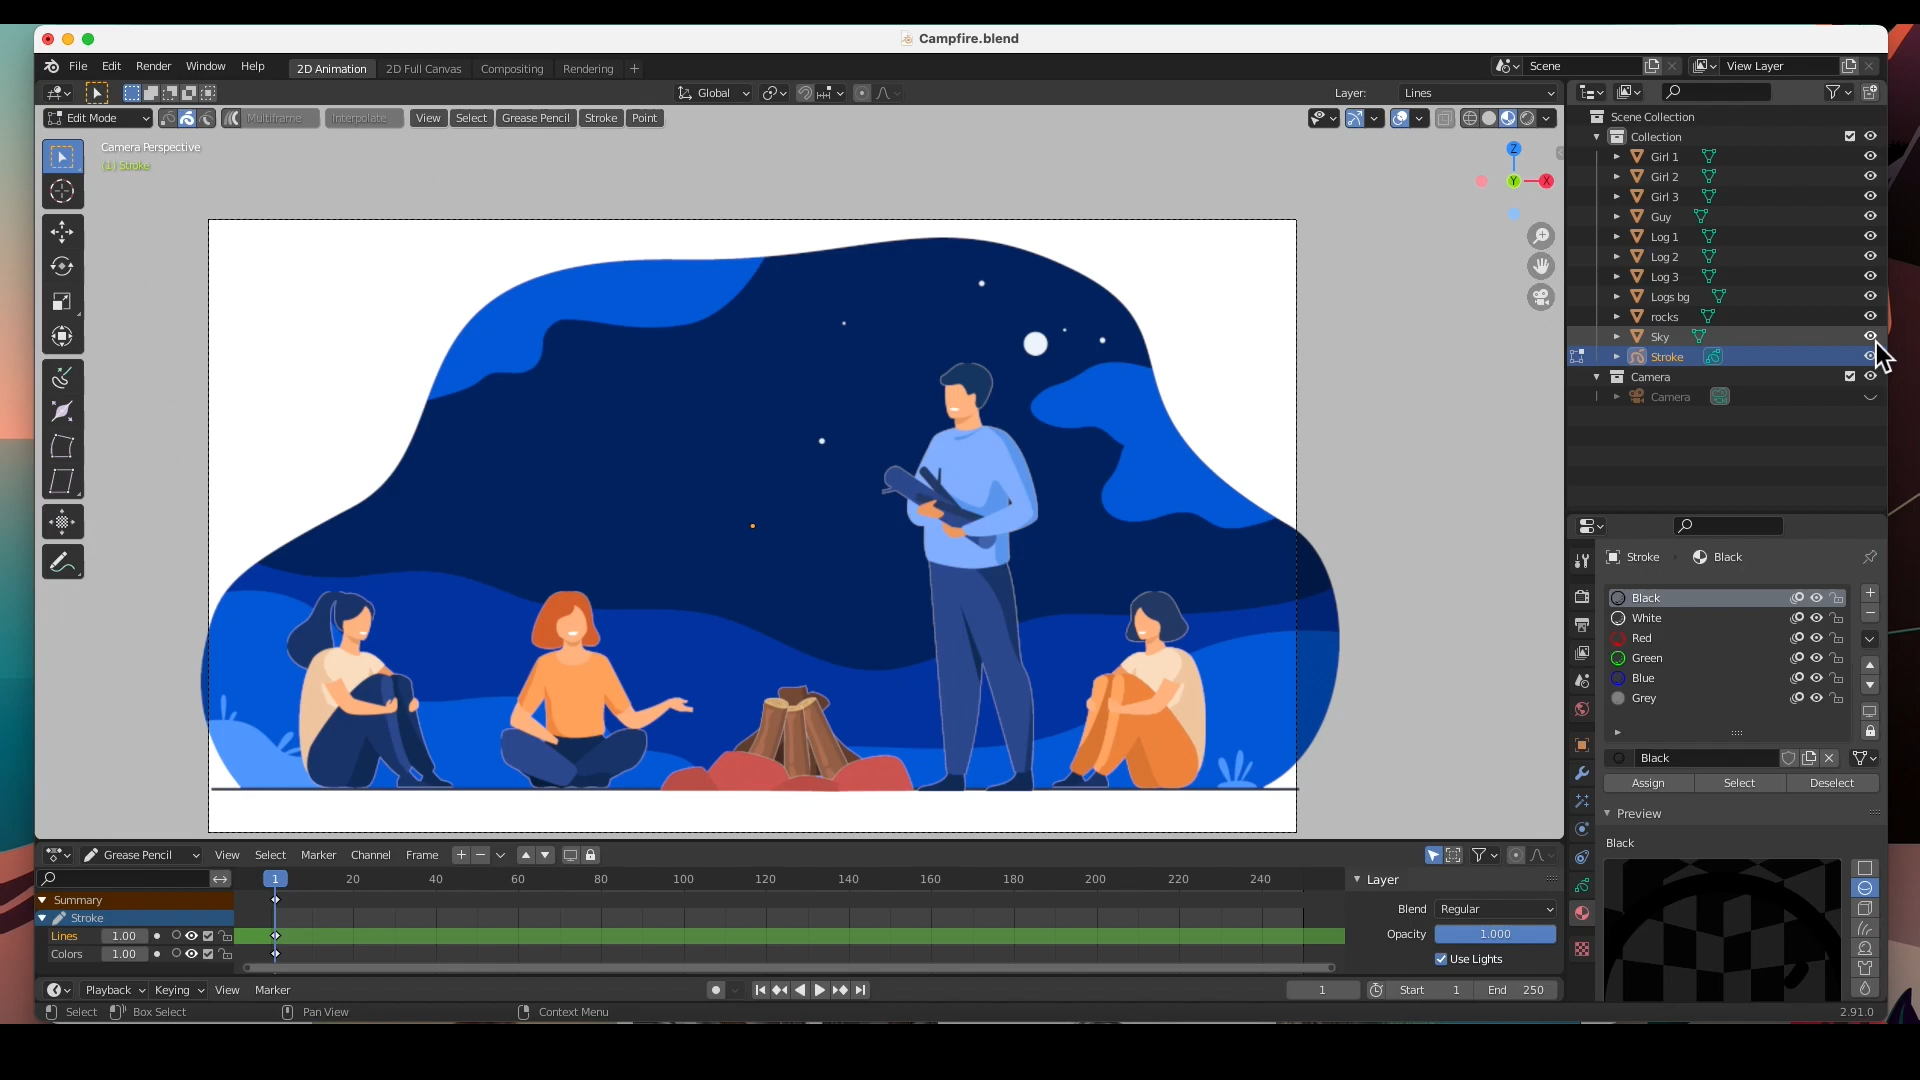 Campfire.blend
File Edit Render Window Help 2D Animation 2D Full Canvas Compositing Rendering + Scene View Layer
Global Layer: Lines
Edit Mode Multiframe Interpolate View Select Grease Pencil Stroke Point
Camera Perspective
(1) Stroke
Z
Y X
Scene Collection
Collection
Girl 1
Girl 2
Girl 3
Guy
Log 1
Log 2
Log 3
Logs bg
rocks
Sky
Stroke
Camera
Camera
Stroke Black
Black
White
Red
Green
Blue
Grey
Black
Assign Select Deselect
Preview
Black
Grease Pencil View Select Marker Channel Frame
1 20 40 60 80 100 120 140 160 180 200 220 240
Summary
Stroke
Lines 1.00
Colors 1.00
Layer
Blend Regular
Opacity 1.000
Use Lights
Playback Keying View Marker 1 Start 1 End 250
Select Box Select Pan View Context Menu 2.91.0